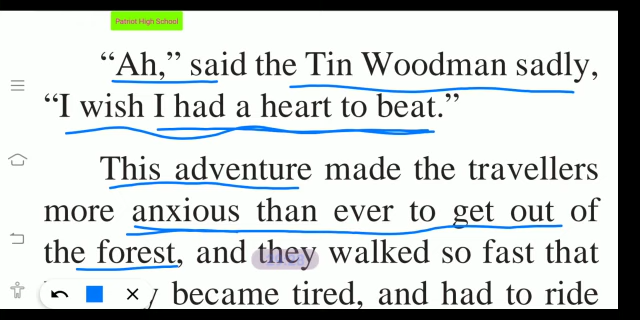 Patriot High School
“Ah,” said the Tin Woodman sadly,
“I wish I had a heart to beat.”
This adventure made the travellers
more anxious than ever to get out of
the forest, and they walked so fast that
became tired, and had to ride